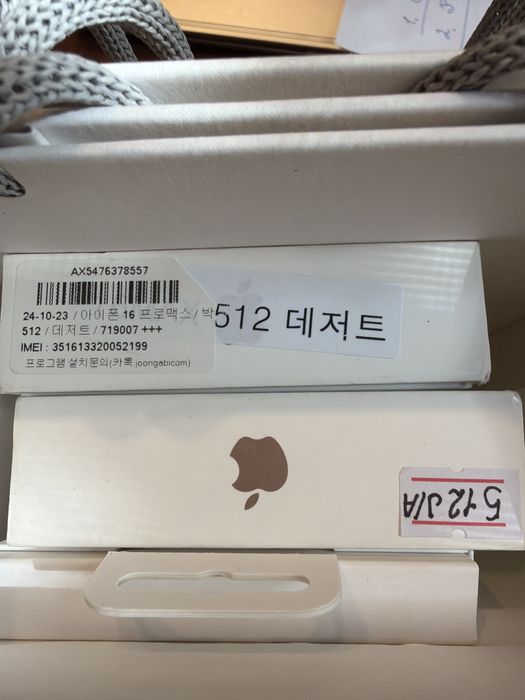 AX5476378557
24-10-23 / 아이폰 16 프로맥스/ 박
512 / 데저트 / 719007 +++
IMEI : 351613320052199
프로그램 설치문의(카톡.joongabicom)
512 데저트
512 J/A